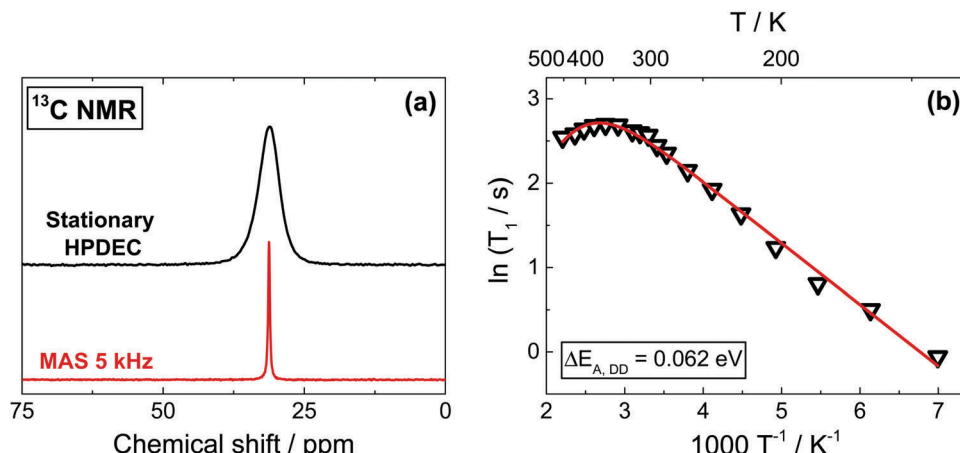 ¹³C NMR
(a)
Stationary
HPDEC
MAS 5 kHz
75 50 25 0
Chemical shift / ppm
T / K
500 400 300 200
(b)
3
2
1
0
ln (T₁ / s)
ΔE_A, DD = 0.062 eV
2 3 4 5 6 7
1000 T⁻¹ / K⁻¹